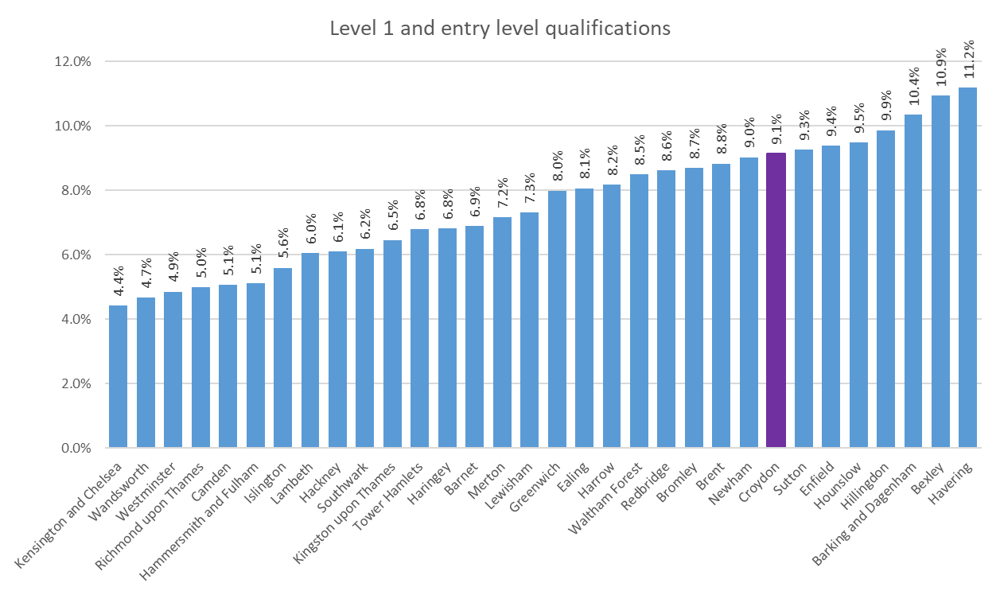 Level 1 and entry level qualifications
12.0%
10.0%
8.0%
6.0%
4.0%
2.0%
0.0%
4.4%
4.7%
4.9%
5.0%
5.1%
5.1%
5.6%
6.0%
6.1%
6.2%
6.5%
6.8%
6.8%
6.9%
7.2%
7.3%
8.0%
8.1%
8.2%
8.5%
8.6%
8.7%
8.8%
9.0%
9.1%
9.3%
9.4%
9.5%
9.9%
10.4%
10.9%
11.2%
Kensington and Chelsea
Wandsworth
Westminster
Richmond upon Thames
Camden
Hammersmith and Fulham
Islington
Lambeth
Hackney
Southwark
Kingston upon Thames
Tower Hamlets
Haringey
Barnet
Merton
Lewisham
Greenwich
Ealing
Harrow
Waltham Forest
Redbridge
Bromley
Brent
Newham
Croydon
Sutton
Enfield
Hounslow
Hillingdon
Barking and Dagenham
Bexley
Havering